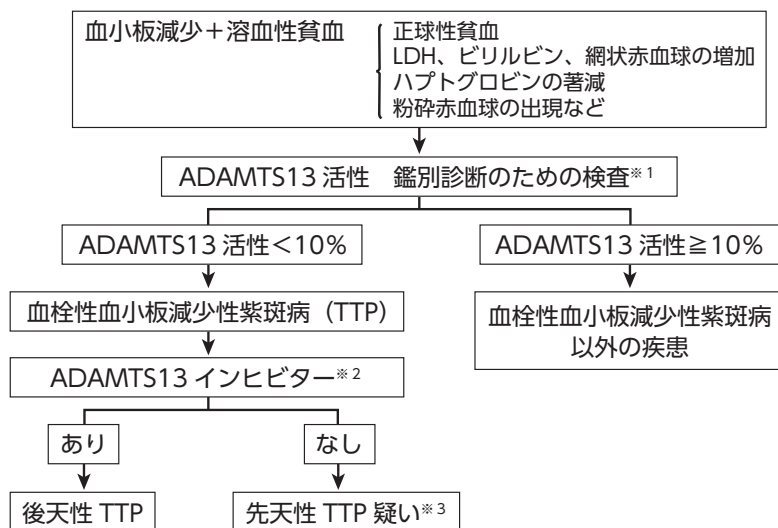 血小板減少＋溶血性貧血
正球性貧血
LDH、ビリルビン、網状赤血球の増加
ハプトグロビンの著減
粉砕赤血球の出現など
ADAMTS13 活性　鑑別診断のための検査※1
ADAMTS13 活性＜10％
ADAMTS13 活性≧10％
血栓性血小板減少性紫斑病（TTP）
血栓性血小板減少性紫斑病
以外の疾患
ADAMTS13 インヒビター※2
あり
なし
後天性 TTP
先天性 TTP 疑い※3